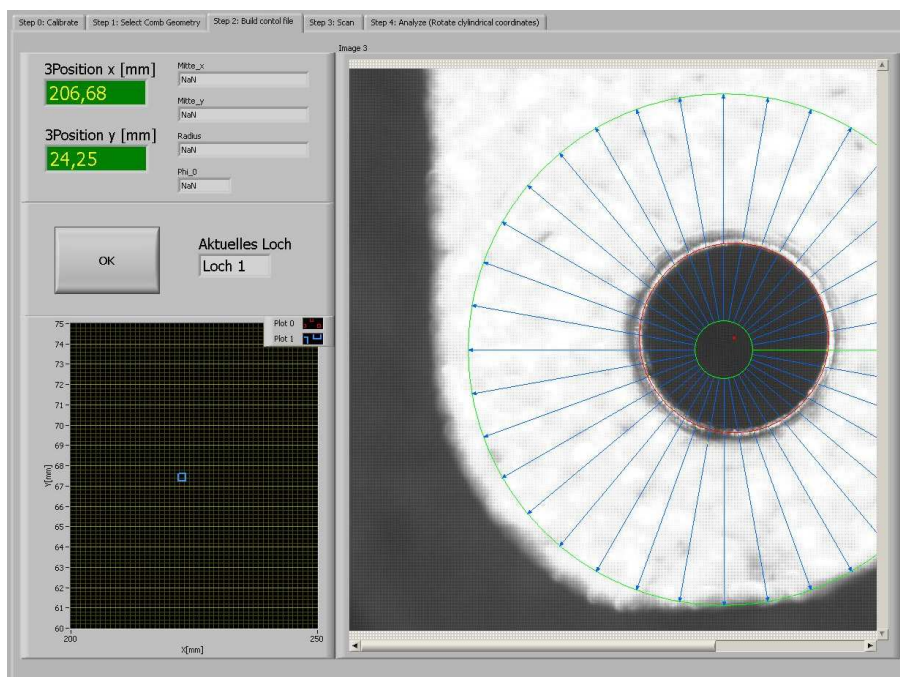 Step 0: Calibrate
Step 1: Select Comb Geometry
Step 2: Build contol file
Step 3: Scan
Step 4: Analyze (Rotate clylindrical coordinates)
3Position x [mm]
206,68
3Position y [mm]
24,25
Mitte_x
NaN
Mitte_y
NaN
Radius
NaN
Phi_0
NaN
OK
Aktuelles Loch
Loch 1
Plot 0
Plot 1
75
74
73
72
71
70
69
68
67
66
65
64
63
62
61
60
Y[mm]
200
250
X[mm]
Image 3